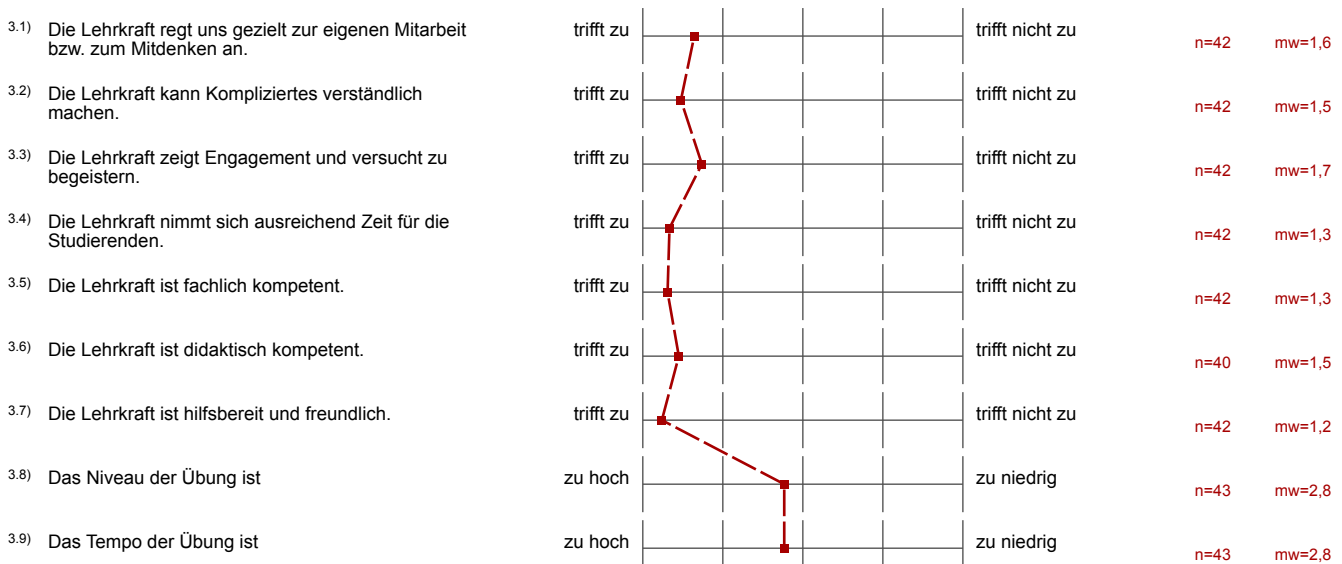 3.1) Die Lehrkraft regt uns gezielt zur eigenen Mitarbeit
bzw. zum Mitdenken an.
trifft zu
trifft nicht zu
n=42
mw=1,6
3.2) Die Lehrkraft kann Kompliziertes verständlich
machen.
trifft zu
trifft nicht zu
n=42
mw=1,5
3.3) Die Lehrkraft zeigt Engagement und versucht zu
begeistern.
trifft zu
trifft nicht zu
n=42
mw=1,7
3.4) Die Lehrkraft nimmt sich ausreichend Zeit für die
Studierenden.
trifft zu
trifft nicht zu
n=42
mw=1,3
3.5) Die Lehrkraft ist fachlich kompetent.
trifft zu
trifft nicht zu
n=42
mw=1,3
3.6) Die Lehrkraft ist didaktisch kompetent.
trifft zu
trifft nicht zu
n=40
mw=1,5
3.7) Die Lehrkraft ist hilfsbereit und freundlich.
trifft zu
trifft nicht zu
n=42
mw=1,2
3.8) Das Niveau der Übung ist
zu hoch
zu niedrig
n=43
mw=2,8
3.9) Das Tempo der Übung ist
zu hoch
zu niedrig
n=43
mw=2,8